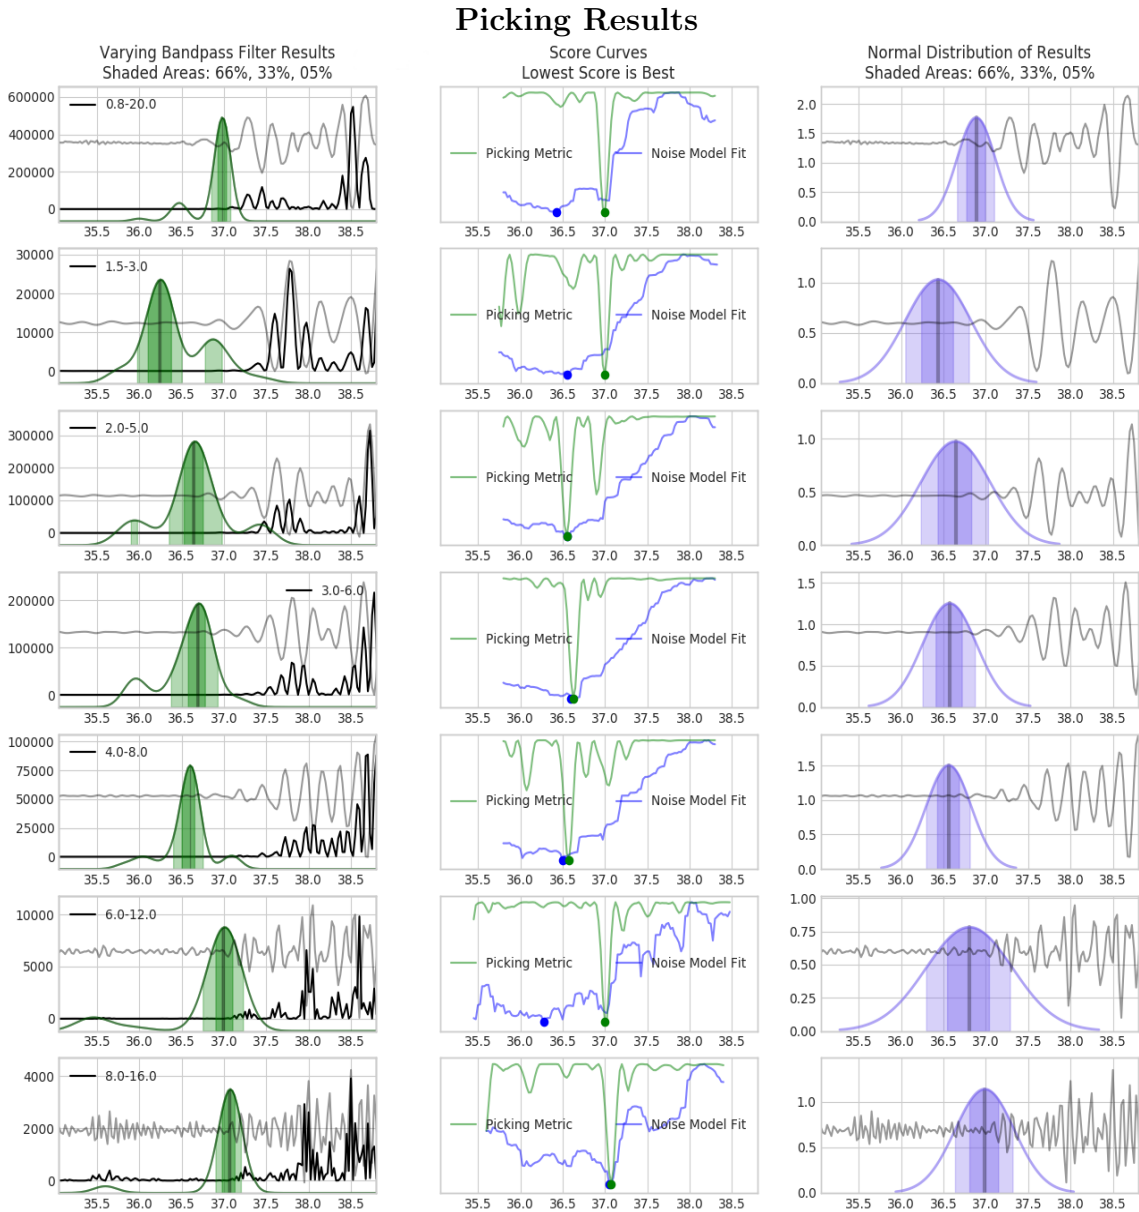 Picking Results
Varying Bandpass Filter Results
Shaded Areas: 66%, 33%, 05%
Score Curves
Lowest Score is Best
Normal Distribution of Results
Shaded Areas: 66%, 33%, 05%
600000
400000
200000
0
0.8-20.0
35.5 36.0 36.5 37.0 37.5 38.0 38.5
Picking Metric
Noise Model Fit
35.5 36.0 36.5 37.0 37.5 38.0 38.5
2.0
1.5
1.0
0.5
0.0
35.5 36.0 36.5 37.0 37.5 38.0 38.5
30000
20000
10000
0
1.5-3.0
35.5 36.0 36.5 37.0 37.5 38.0 38.5
Picking Metric
Noise Model Fit
35.5 36.0 36.5 37.0 37.5 38.0 38.5
1.0
0.5
0.0
35.5 36.0 36.5 37.0 37.5 38.0 38.5
300000
200000
100000
0
2.0-5.0
35.5 36.0 36.5 37.0 37.5 38.0 38.5
Picking Metric
Noise Model Fit
35.5 36.0 36.5 37.0 37.5 38.0 38.5
1.0
0.5
0.0
35.5 36.0 36.5 37.0 37.5 38.0 38.5
200000
100000
0
3.0-6.0
35.5 36.0 36.5 37.0 37.5 38.0 38.5
Picking Metric
Noise Model Fit
35.5 36.0 36.5 37.0 37.5 38.0 38.5
1.5
1.0
0.5
0.0
35.5 36.0 36.5 37.0 37.5 38.0 38.5
100000
75000
50000
25000
0
4.0-8.0
35.5 36.0 36.5 37.0 37.5 38.0 38.5
Picking Metric
Noise Model Fit
35.5 36.0 36.5 37.0 37.5 38.0 38.5
1.5
1.0
0.5
0.0
35.5 36.0 36.5 37.0 37.5 38.0 38.5
10000
5000
0
6.0-12.0
35.5 36.0 36.5 37.0 37.5 38.0 38.5
Picking Metric
Noise Model Fit
35.5 36.0 36.5 37.0 37.5 38.0 38.5
1.00
0.75
0.50
0.25
0.00
35.5 36.0 36.5 37.0 37.5 38.0 38.5
4000
2000
0
8.0-16.0
35.5 36.0 36.5 37.0 37.5 38.0 38.5
Picking Metric
Noise Model Fit
35.5 36.0 36.5 37.0 37.5 38.0 38.5
1.0
0.5
0.0
35.5 36.0 36.5 37.0 37.5 38.0 38.5